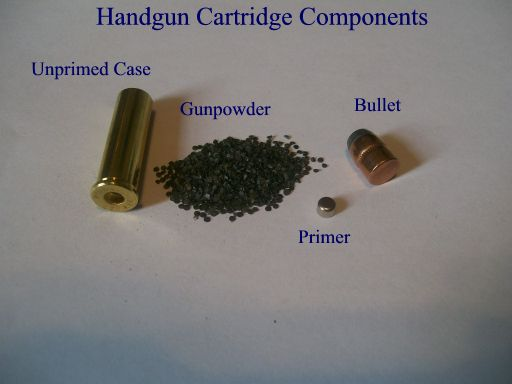 Handgun Cartridge Components
Unprimed Case
Gunpowder
Bullet
Primer